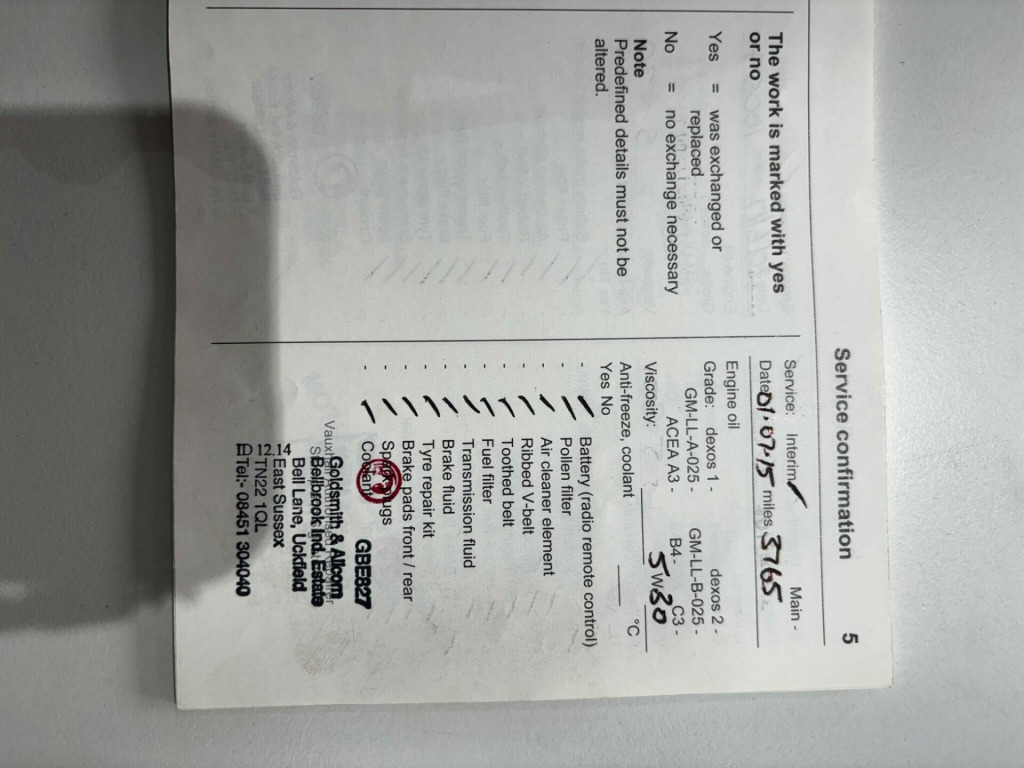 Service confirmation 5
The work is marked with yes
or no
Yes = was exchanged or
replaced
No = no exchange necessary
Note
Predefined details must not be
altered.
Service: Interim ✓ Main -
Date 01.07.15 miles 3765
Engine oil
Grade: dexos 1 - dexos 2 -
GM-LL-A-025 - GM-LL-B-025 -
ACEA A3 - B4 - C3 -
Viscosity: 5W30
Anti-freeze, coolant °C
Yes No
- ✓ Battery (radio remote control)
- ✓ Pollen filter
- ✓ Air cleaner element
- Ribbed V-belt
- ✓ Toothed belt
- ✓ Fuel filter
- ✓ Transmission fluid
- ✓ Brake fluid
- ✓ Tyre repair kit
- ✓ Brake pads front / rear
- ✓ Spark plugs
- ✓ Coolant
GBE827
Goldsmith & Allcorn
Bellbrook Ind. Estate
Bell Lane, Uckfield
East Sussex
TN22 1QL
Tel:- 08451 304040
12.14